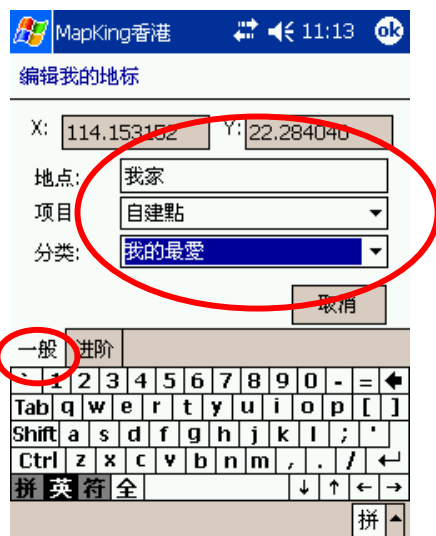 MapKing香港 11:13 ok
编辑我的地标
X: 114.153152 Y: 22.284040
地点: 我家
项目 自建點
分类: 我的最愛
取消
一般 进阶
` 1 2 3 4 5 6 7 8 9 0 - =
Tab q w e r t y u i o p [ ]
Shift a s d f g h j k l ; '
Ctrl z x c v b n m , . /
拼 英 符 全 ↓ ↑ ← →
拼